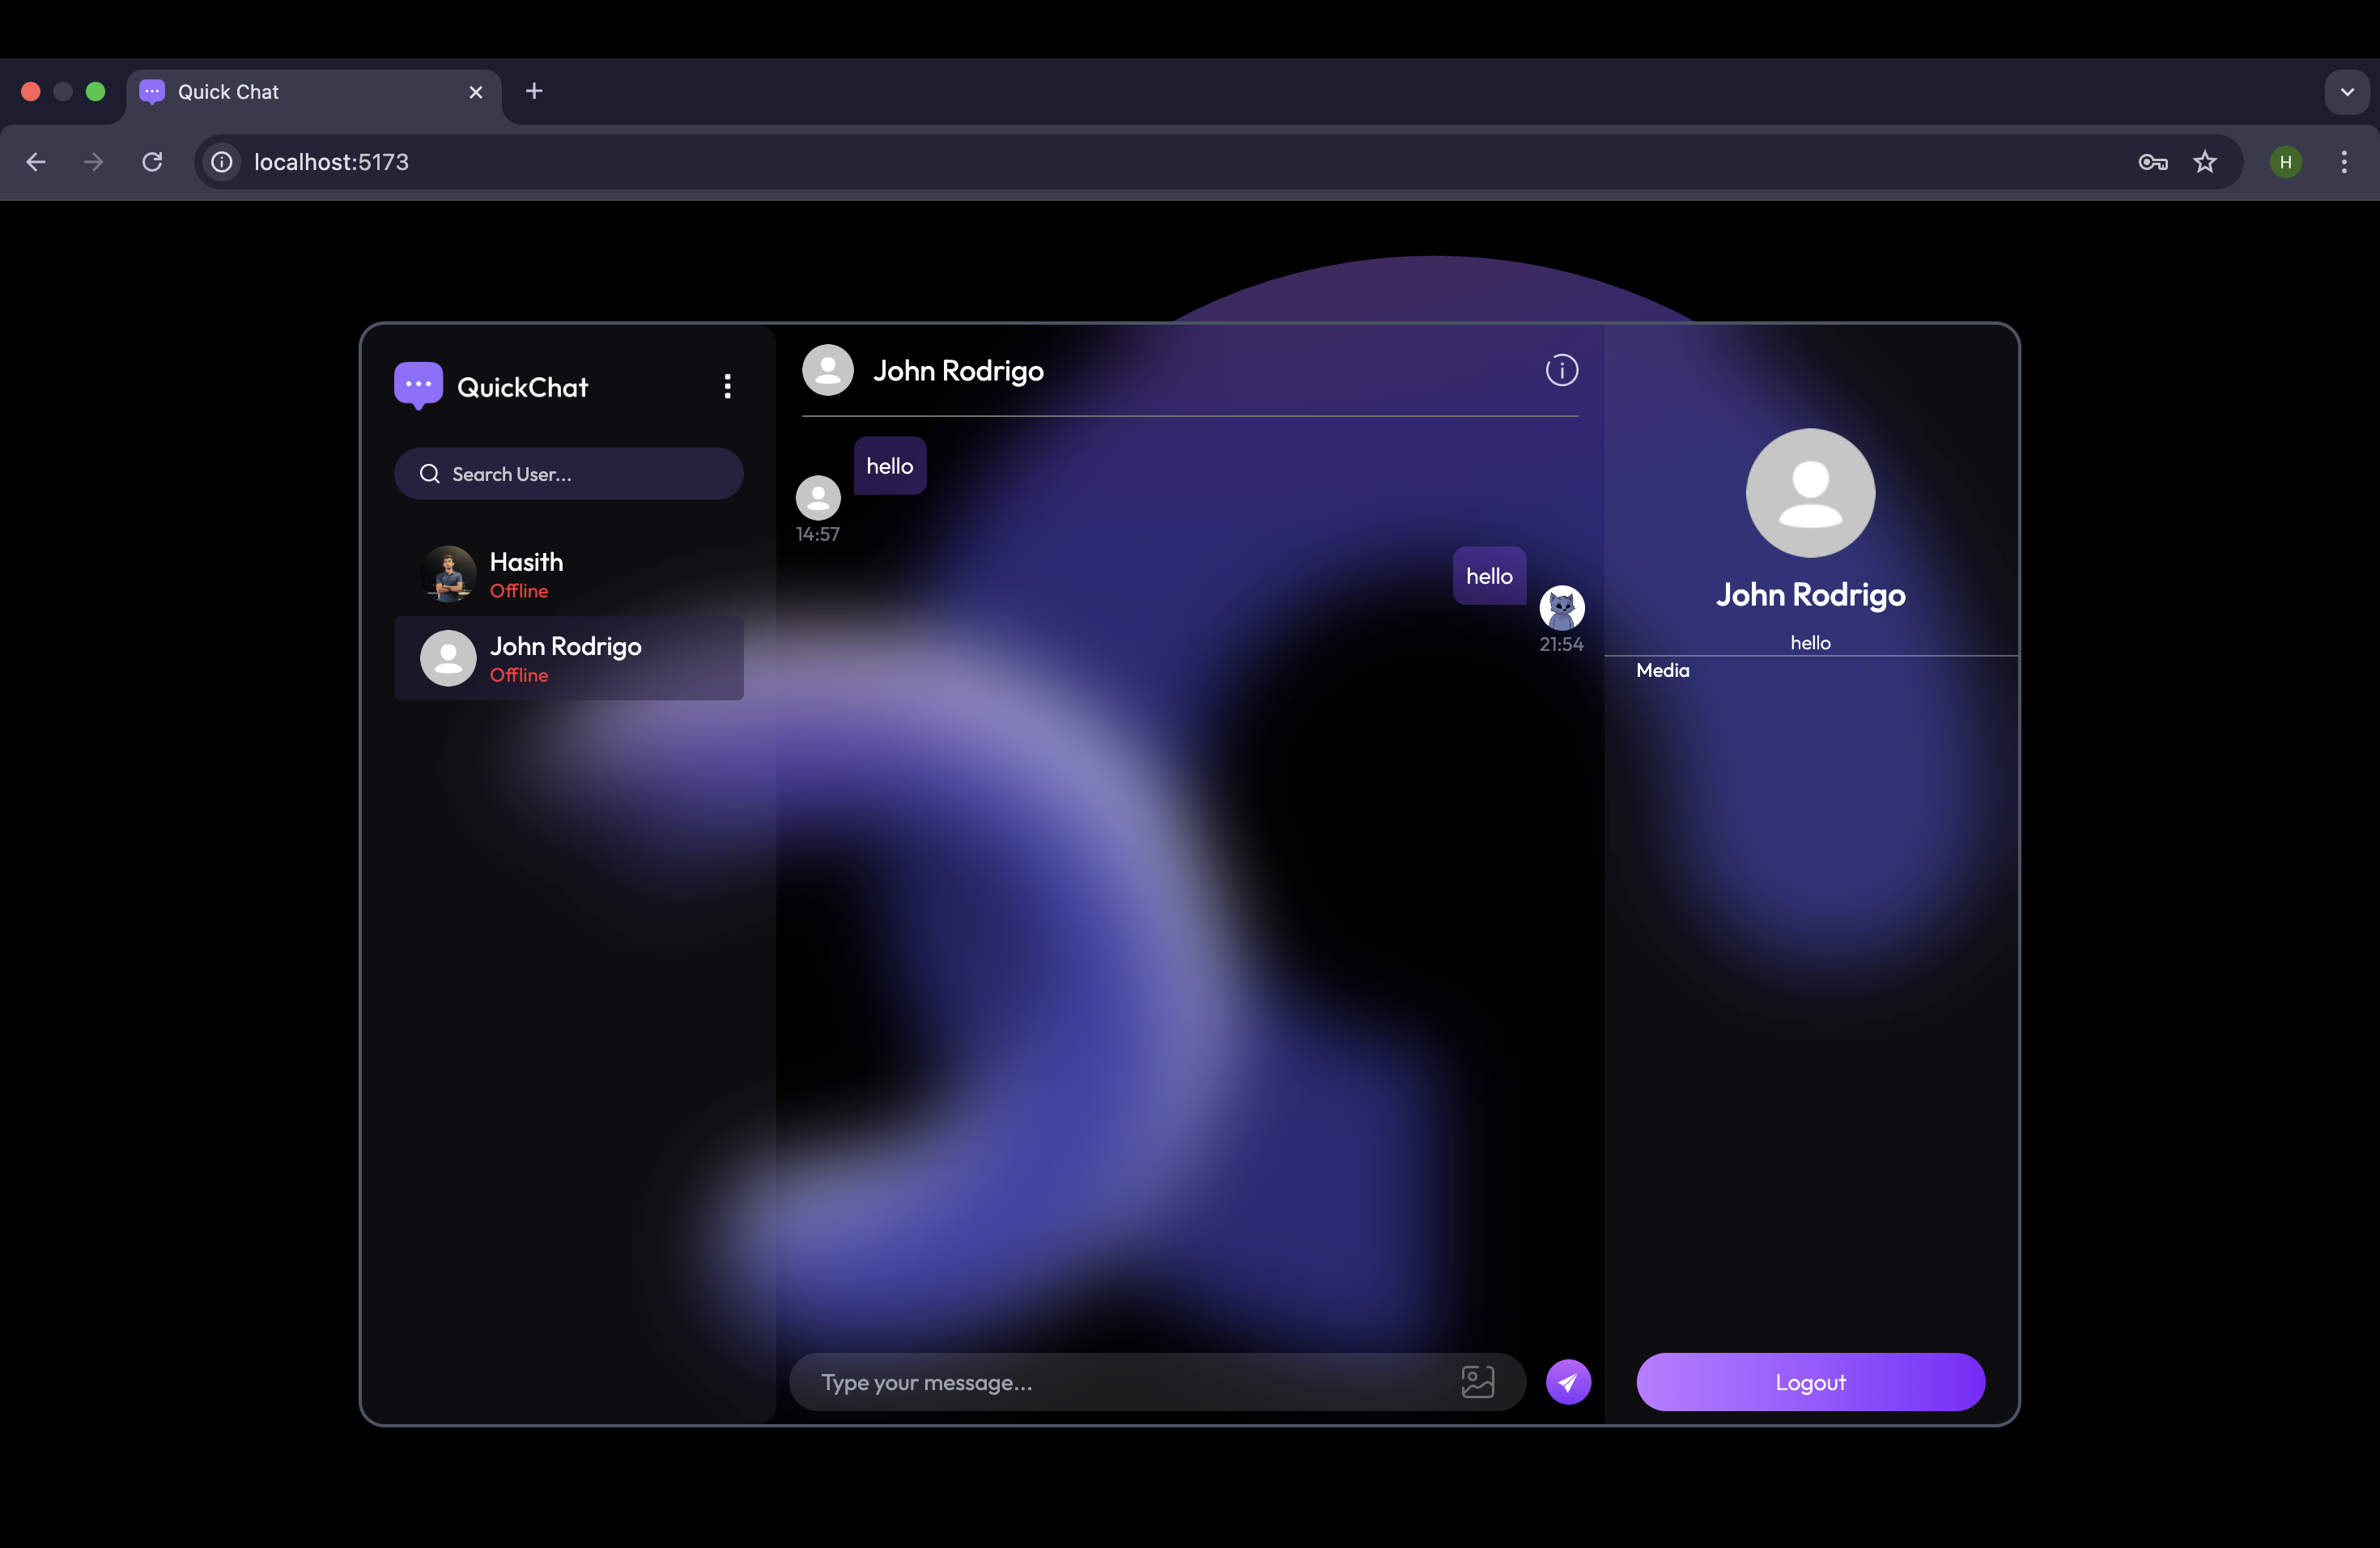 Quick Chat
localhost:5173
H
QuickChat
Search User...
Hasith
Offline
John Rodrigo
Offline
John Rodrigo
hello
14:57
hello
21:54
Type your message...
John Rodrigo
hello
Media
Logout